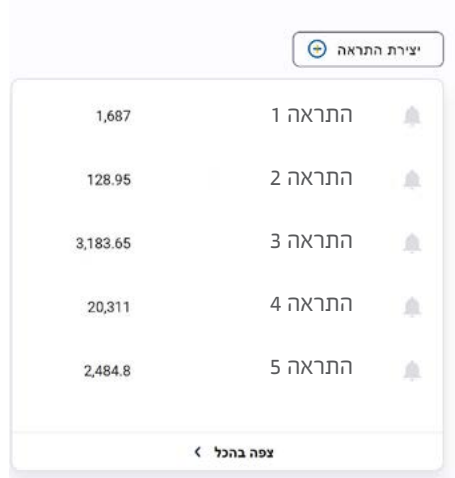 יצירת התראה
התראה 1 1,687
התראה 2 128.95
התראה 3 3,183.65
התראה 4 20,311
התראה 5 2,484.8
צפה בהכל